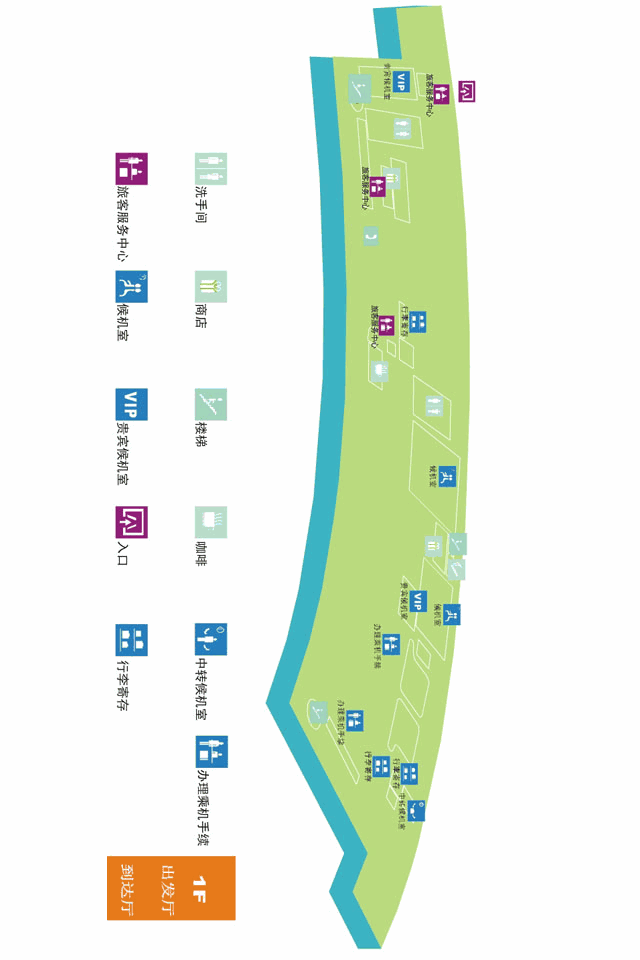 1F
出发厅
到达厅
洗手间
商店
楼梯
咖啡
中转候机室
办理乘机手续
旅客服务中心
候机室
VIP
贵宾候机室
入口
行李寄存
旅客服务中心
VIP
贵宾候机室
旅客服务中心
行李寄存
旅客服务中心
候机室
候机室
VIP
贵宾候机室
办理乘机手续
办理乘机手续
行李寄存
行李寄存
中转候机室